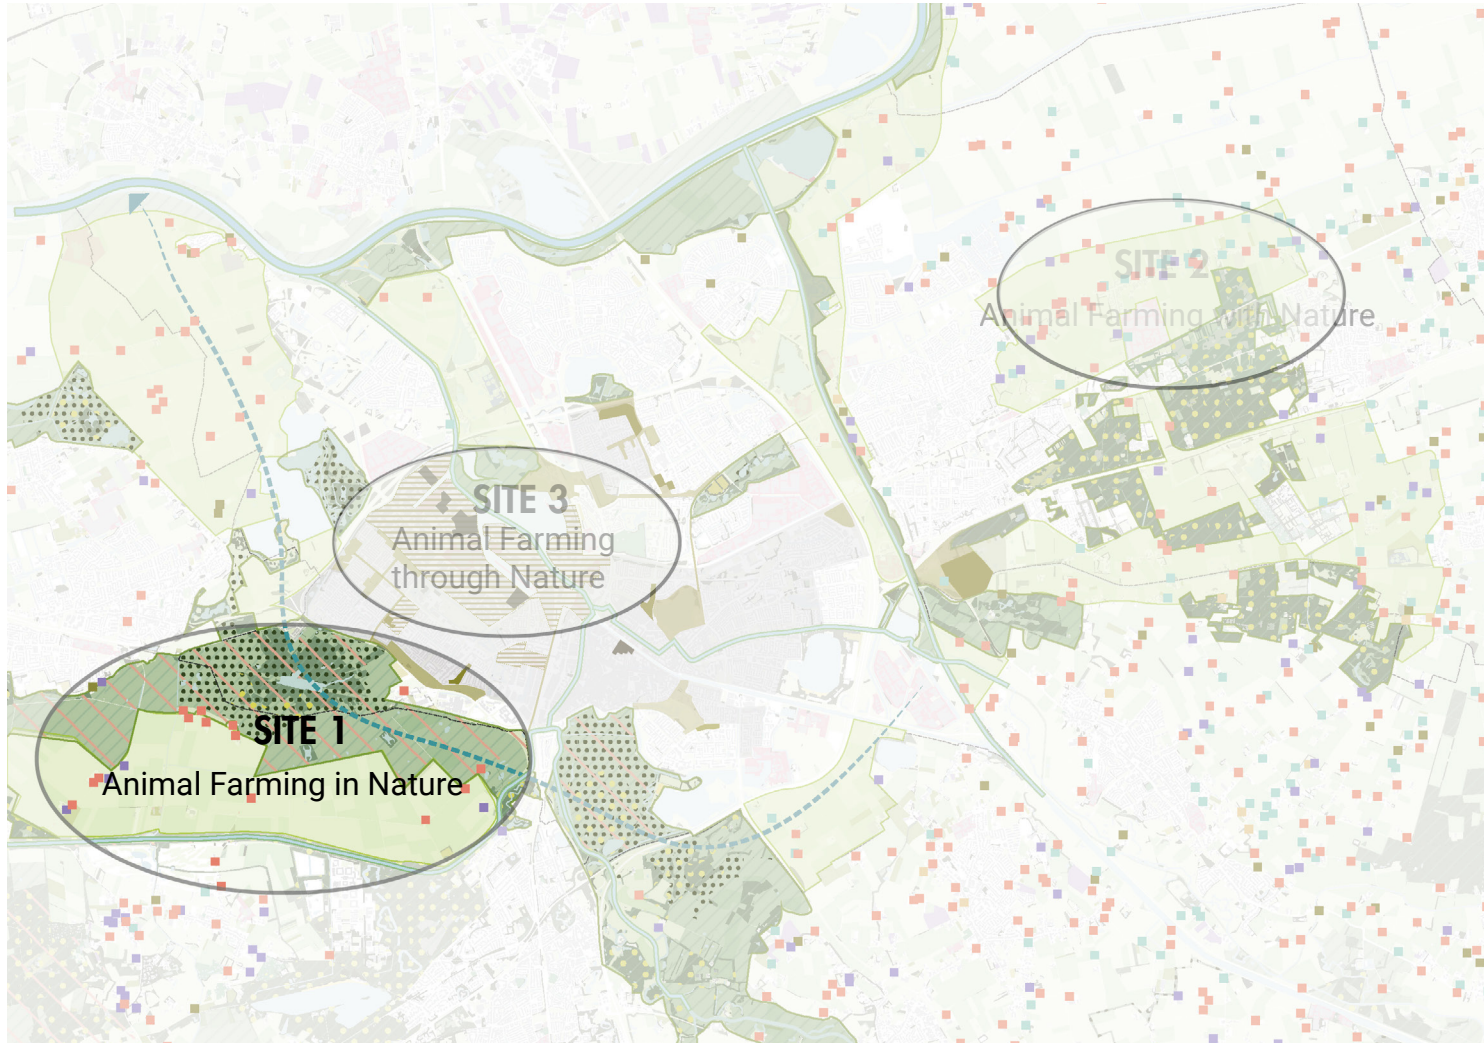 SITE 2
Animal Farming with Nature
SITE 3
Animal Farming
through Nature
SITE 1
Animal Farming in Nature